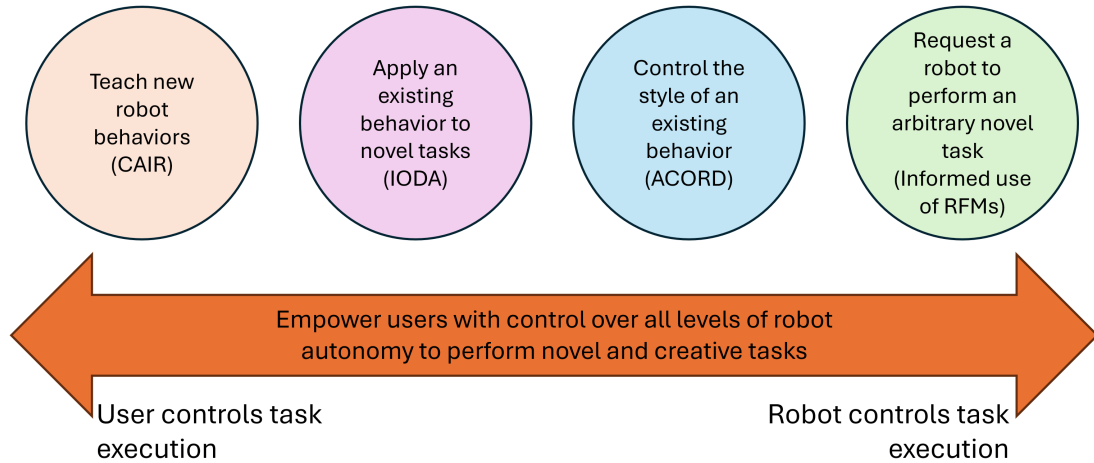 Teach new
robot
behaviors
(CAIR)
Apply an
existing
behavior to
novel tasks
(IODA)
Control the
style of an
existing
behavior
(ACORD)
Request a
robot to
perform an
arbitrary novel
task
(Informed use
of RFMs)
Empower users with control over all levels of robot
autonomy to perform novel and creative tasks
User controls task
execution
Robot controls task
execution